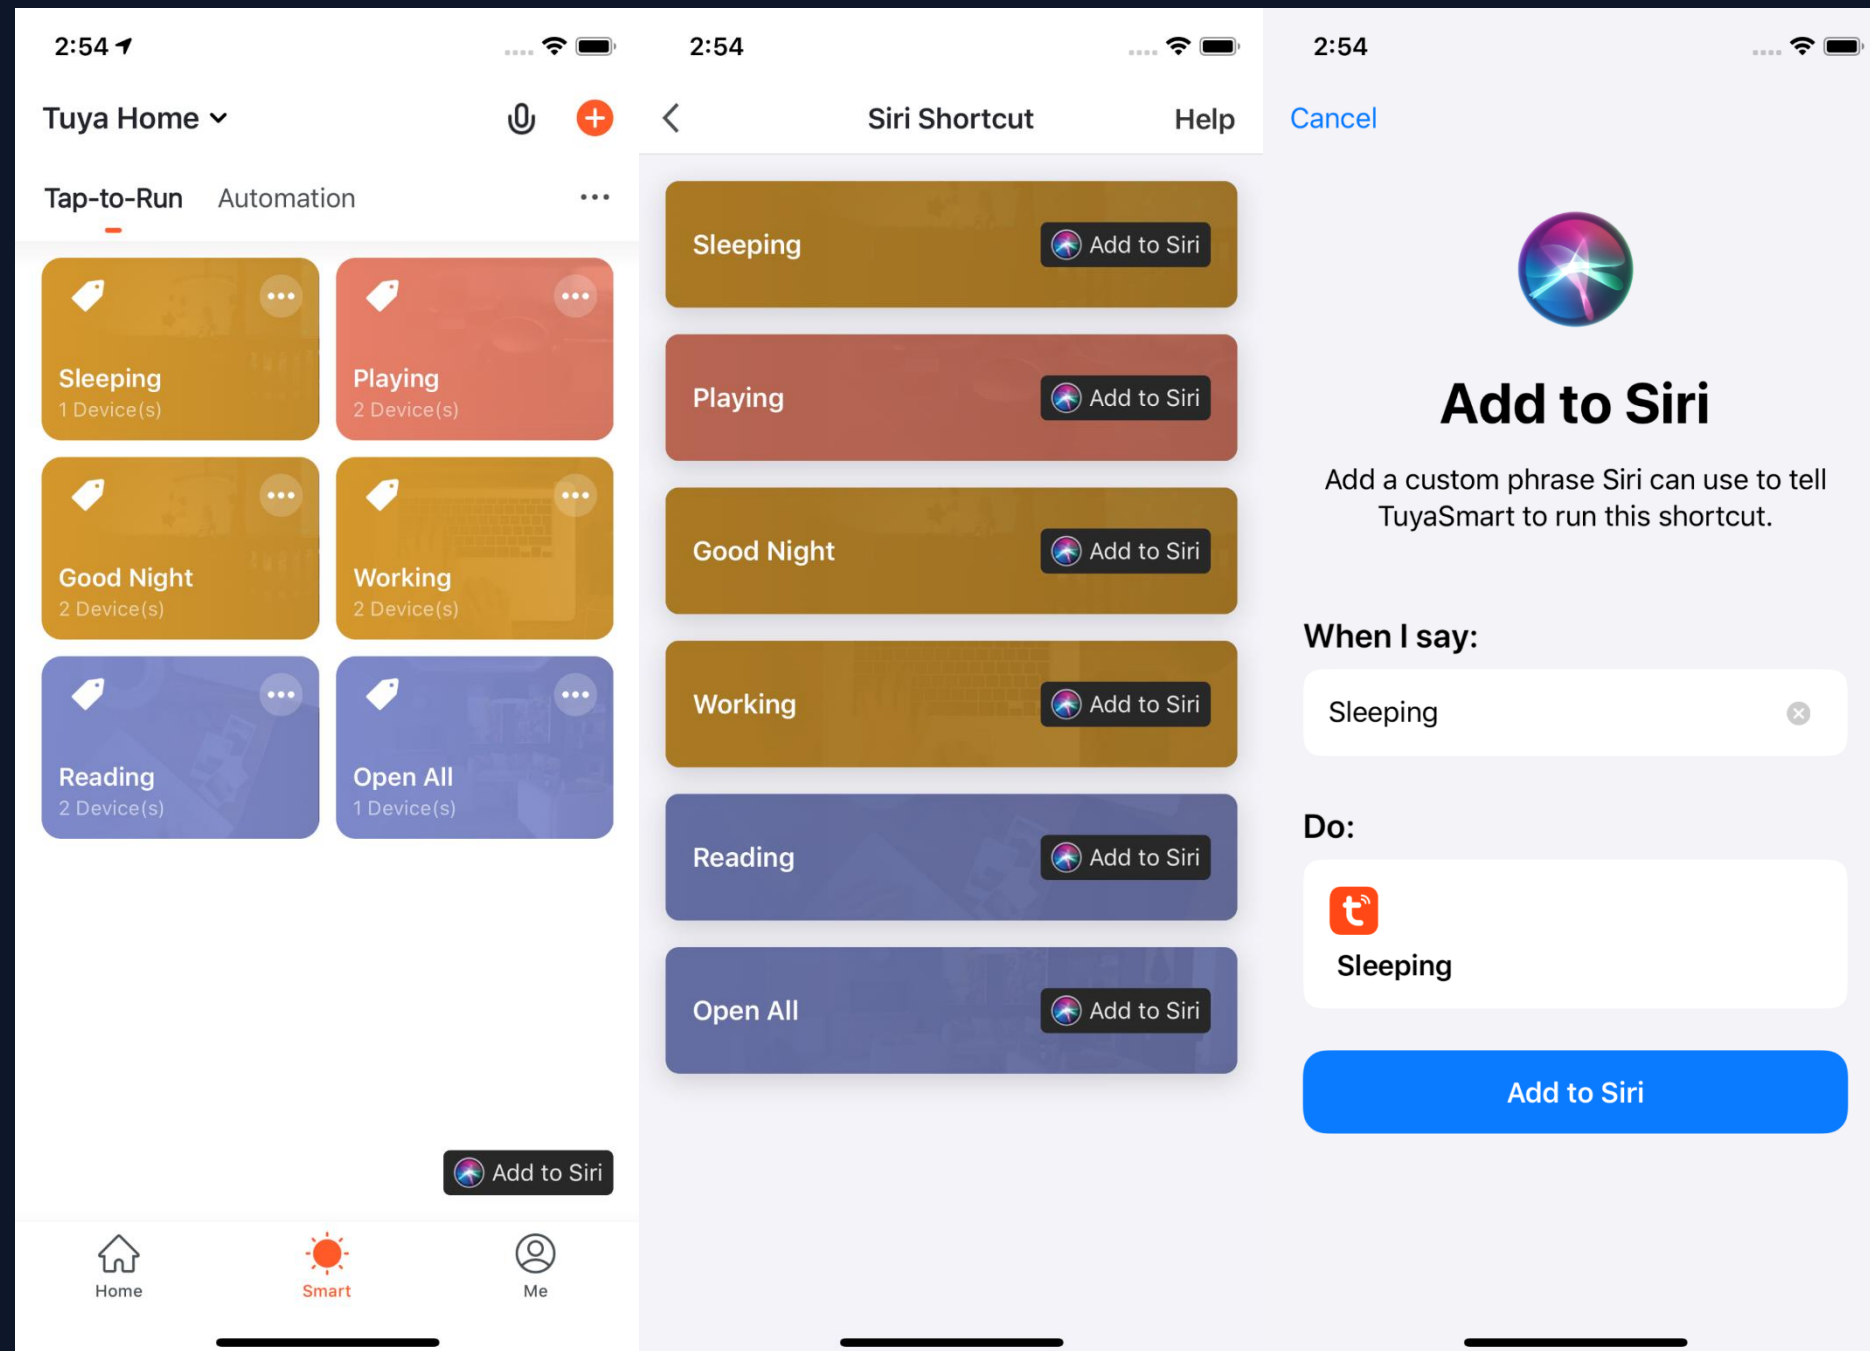 2:54
Tuya Home
Tap-to-Run Automation
Sleeping
1 Device(s)
Playing
2 Device(s)
Good Night
2 Device(s)
Working
2 Device(s)
Reading
2 Device(s)
Open All
1 Device(s)
Add to Siri
Home
Smart
Me
2:54
Siri Shortcut
Help
Sleeping
Add to Siri
Playing
Add to Siri
Good Night
Add to Siri
Working
Add to Siri
Reading
Add to Siri
Open All
Add to Siri
2:54
Cancel
Add to Siri
Add a custom phrase Siri can use to tell
TuyaSmart to run this shortcut.
When I say:
Sleeping
Do:
t
Sleeping
Add to Siri